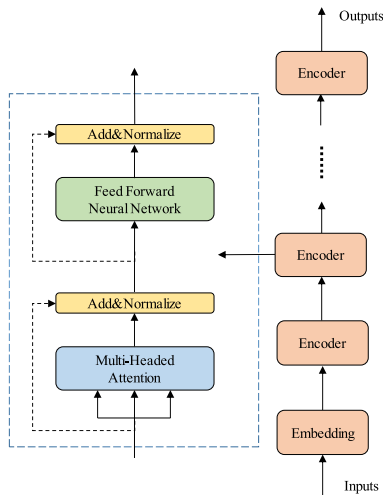 Outputs
Encoder
Add&Normalize
Feed Forward
Neural Network
Encoder
Add&Normalize
Encoder
Multi-Headed
Attention
Embedding
Inputs